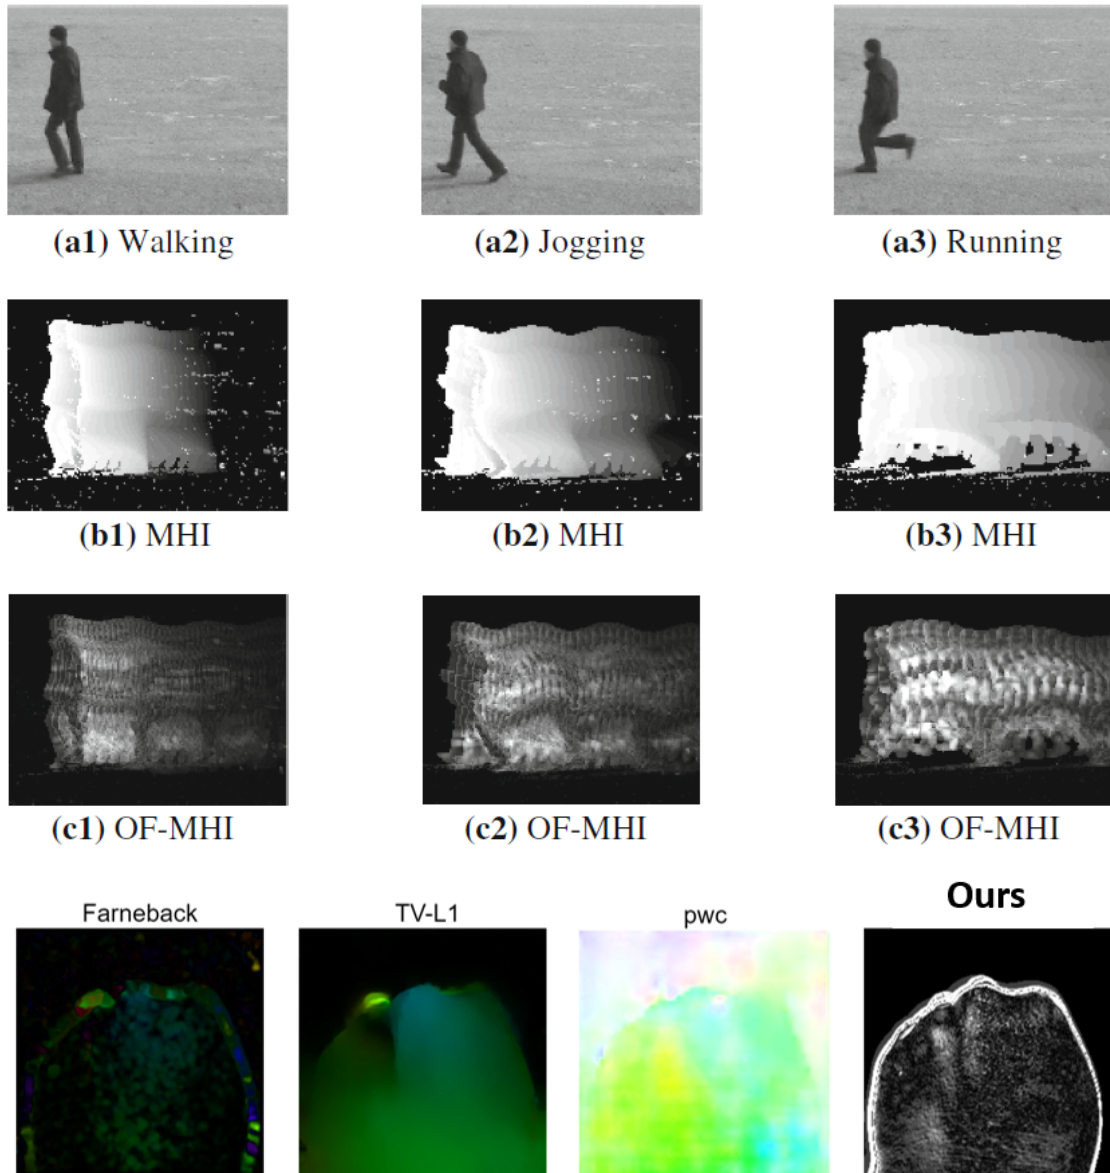 (a1) Walking
(a2) Jogging
(a3) Running
(b1) MHI
(b2) MHI
(b3) MHI
(c1) OF-MHI
(c2) OF-MHI
(c3) OF-MHI
Farneback
TV-L1
pwc
Ours